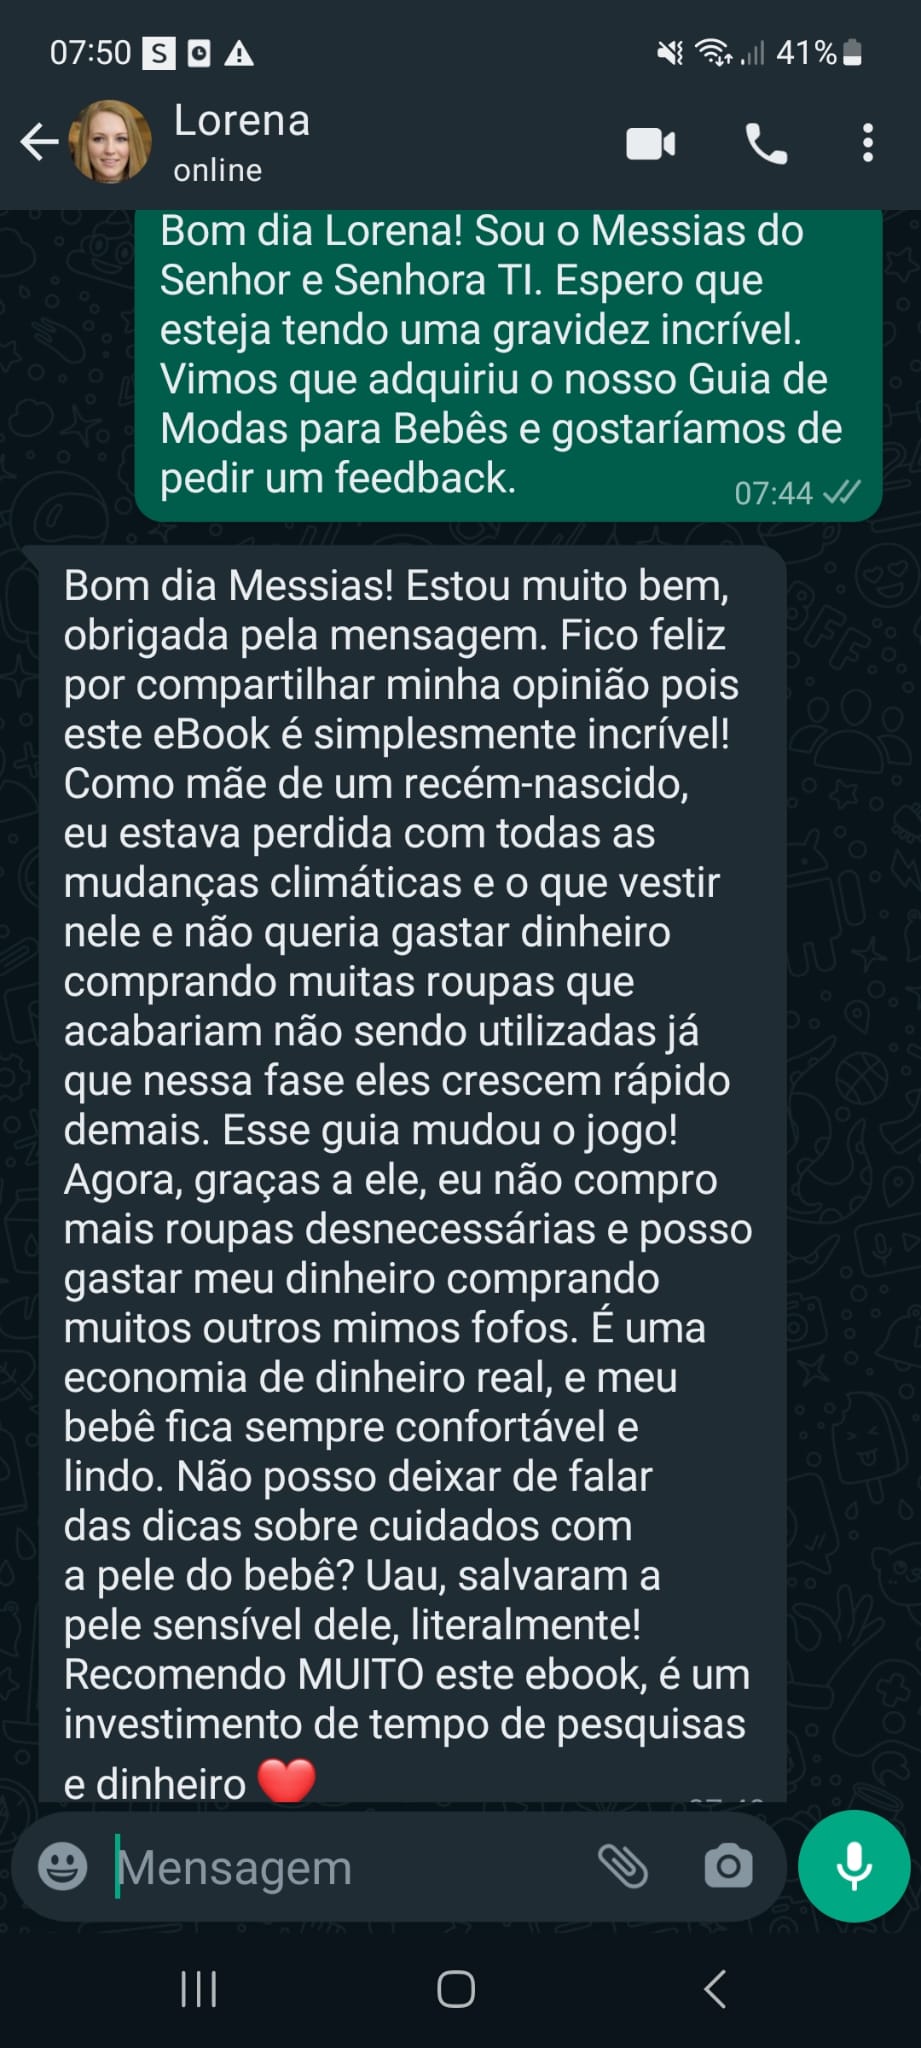 07:50 S 41%
Lorena
online
Bom dia Lorena! Sou o Messias do
Senhor e Senhora TI. Espero que
esteja tendo uma gravidez incrível.
Vimos que adquiriu o nosso Guia de
Modas para Bebês e gostaríamos de
pedir um feedback.
07:44
Bom dia Messias! Estou muito bem,
obrigada pela mensagem. Fico feliz
por compartilhar minha opinião pois
este eBook é simplesmente incrível!
Como mãe de um recém-nascido,
eu estava perdida com todas as
mudanças climáticas e o que vestir
nele e não queria gastar dinheiro
comprando muitas roupas que
acabariam não sendo utilizadas já
que nessa fase eles crescem rápido
demais. Esse guia mudou o jogo!
Agora, graças a ele, eu não compro
mais roupas desnecessárias e posso
gastar meu dinheiro comprando
muitos outros mimos fofos. É uma
economia de dinheiro real, e meu
bebê fica sempre confortável e
lindo. Não posso deixar de falar
das dicas sobre cuidados com
a pele do bebê? Uau, salvaram a
pele sensível dele, literalmente!
Recomendo MUITO este ebook, é um
investimento de tempo de pesquisas
e dinheiro ❤️
Mensagem